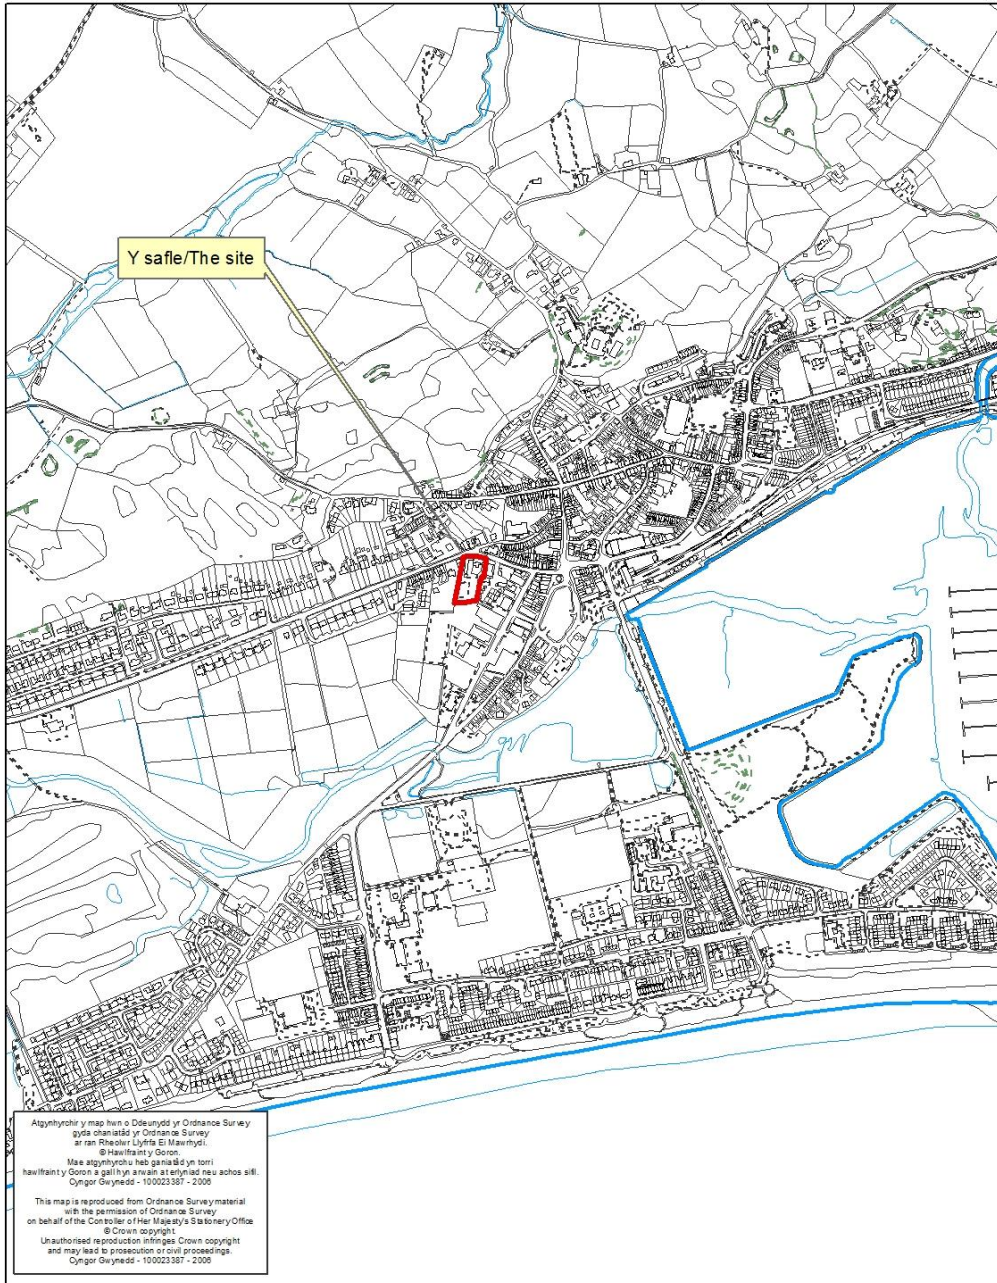 Y safle/The site
Atgynhyrchir y map hwn o Ddeunydd yr Ordnance Survey
gyda chaniatâd yr Ordnance Survey
ar ran Rheolwr Llyfrfa Ei Mawrhydi.
© Hawlfraint y Goron.
Mae atgynhyrchu heb ganiatâd yn torri
hawlfraint y Goron a gall hyn arwain at erlyniad neu achos sifil.
Cyngor Gwynedd - 100023387 - 2006
This map is reproduced from Ordnance Survey material
with the permission of Ordnance Survey
on behalf of the Controller of Her Majesty's Stationery Office
© Crown copyright.
Unauthorised reproduction infringes Crown copyright
and may lead to prosecution or civil proceedings.
Cyngor Gwynedd - 100023387 - 2006